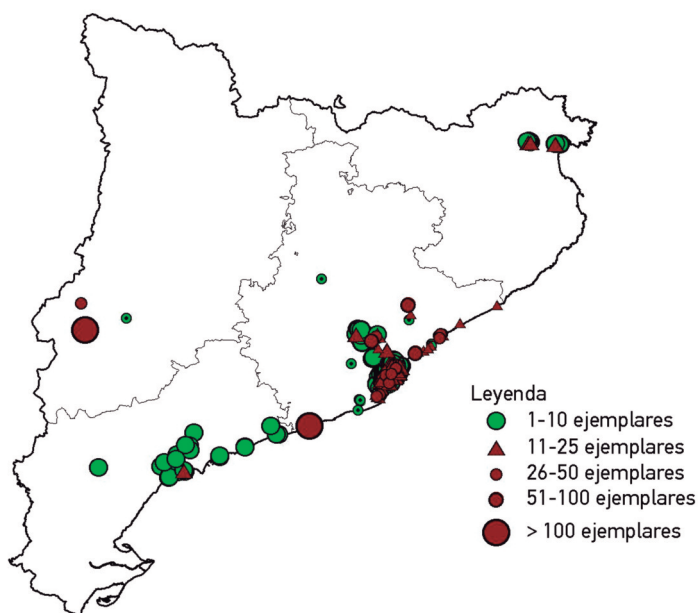 Leyenda
1-10 ejemplares
11-25 ejemplares
26-50 ejemplares
51-100 ejemplares
> 100 ejemplares